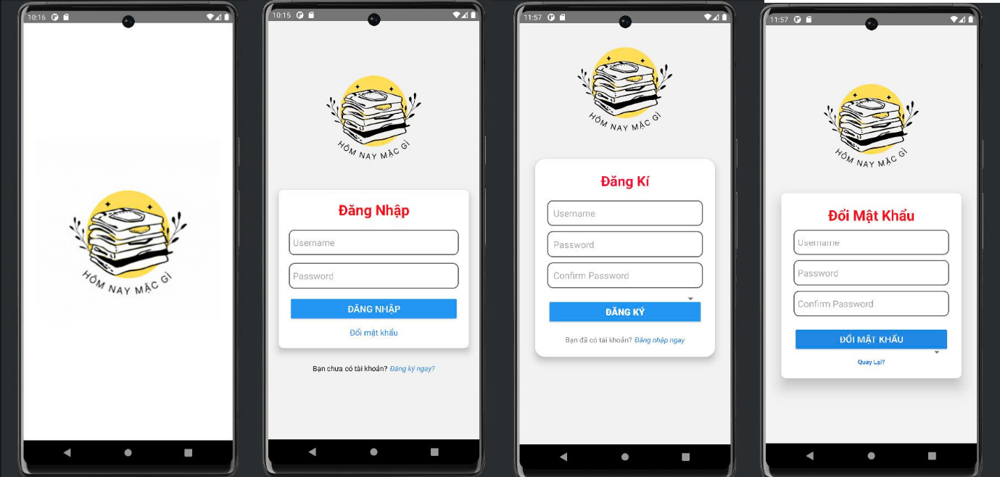 10:16
HÔM NAY MẶC GÌ
10:15
HÔM NAY MẶC GÌ
Đăng Nhập
Username
Password
ĐĂNG NHẬP
Đổi mật khẩu
Bạn chưa có tài khoản? Đăng ký ngay?
11:57
HÔM NAY MẶC GÌ
Đăng Kí
Username
Password
Confirm Password
ĐĂNG KÝ
Bạn đã có tài khoản? Đăng nhập ngay
11:57
HÔM NAY MẶC GÌ
Đổi Mật Khẩu
Username
Password
Confirm Password
ĐỔI MẬT KHẨU
Quay Lại?